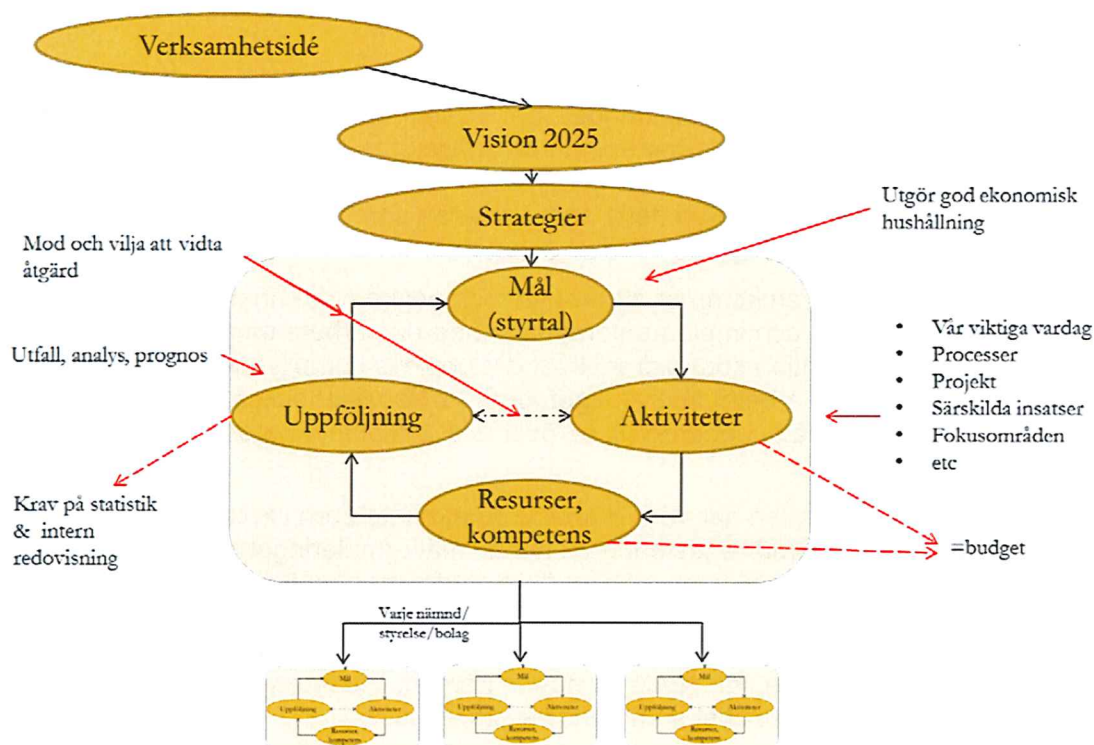 Verksamhetsidé
Vision 2025
Strategier
Utgör god ekonomisk
hushållning
Mod och vilja att vidta
åtgärd
Mål
(styrtal)
Utfall, analys, prognos
• Vår viktiga vardag
• Processer
• Projekt
• Särskilda insatser
• Fokusområden
• etc
Uppföljning
Aktiviteter
Krav på statistik
& intern
redovisning
Resurser,
kompetens
=budget
Varje nämnd/
styrelse/bolag
Mål
Uppföljning
Aktiviteter
Resurser,
kompetens
Mål
Uppföljning
Aktiviteter
Resurser,
kompetens
Mål
Uppföljning
Aktiviteter
Resurser,
kompetens